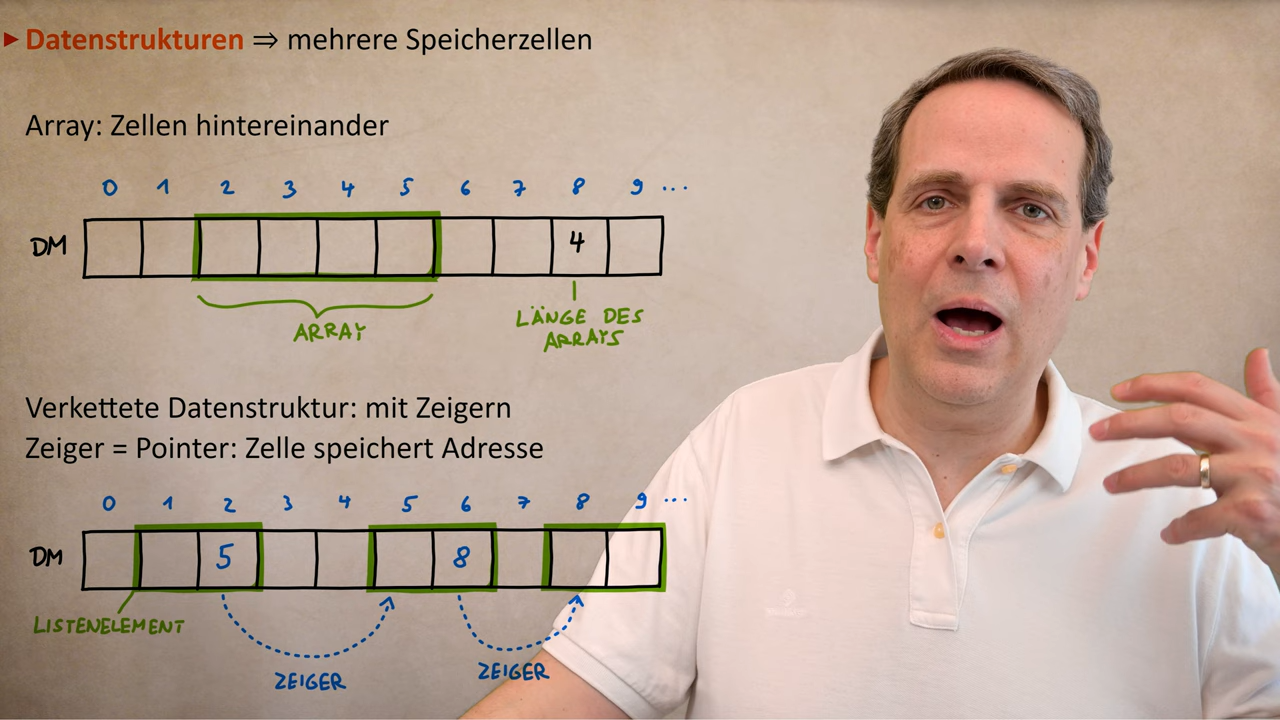 ▸ Datenstrukturen ⇒ mehrere Speicherzellen
Array: Zellen hintereinander
0 1 2 3 4 5 6 7 8 9 ...
DM 4
ARRAY
LÄNGE DES
ARRAYS
Verkettete Datenstruktur: mit Zeigern
Zeiger = Pointer: Zelle speichert Adresse
0 1 2 3 4 5 6 7 8 9 ...
DM 5 8
LISTENELEMENT
ZEIGER ZEIGER